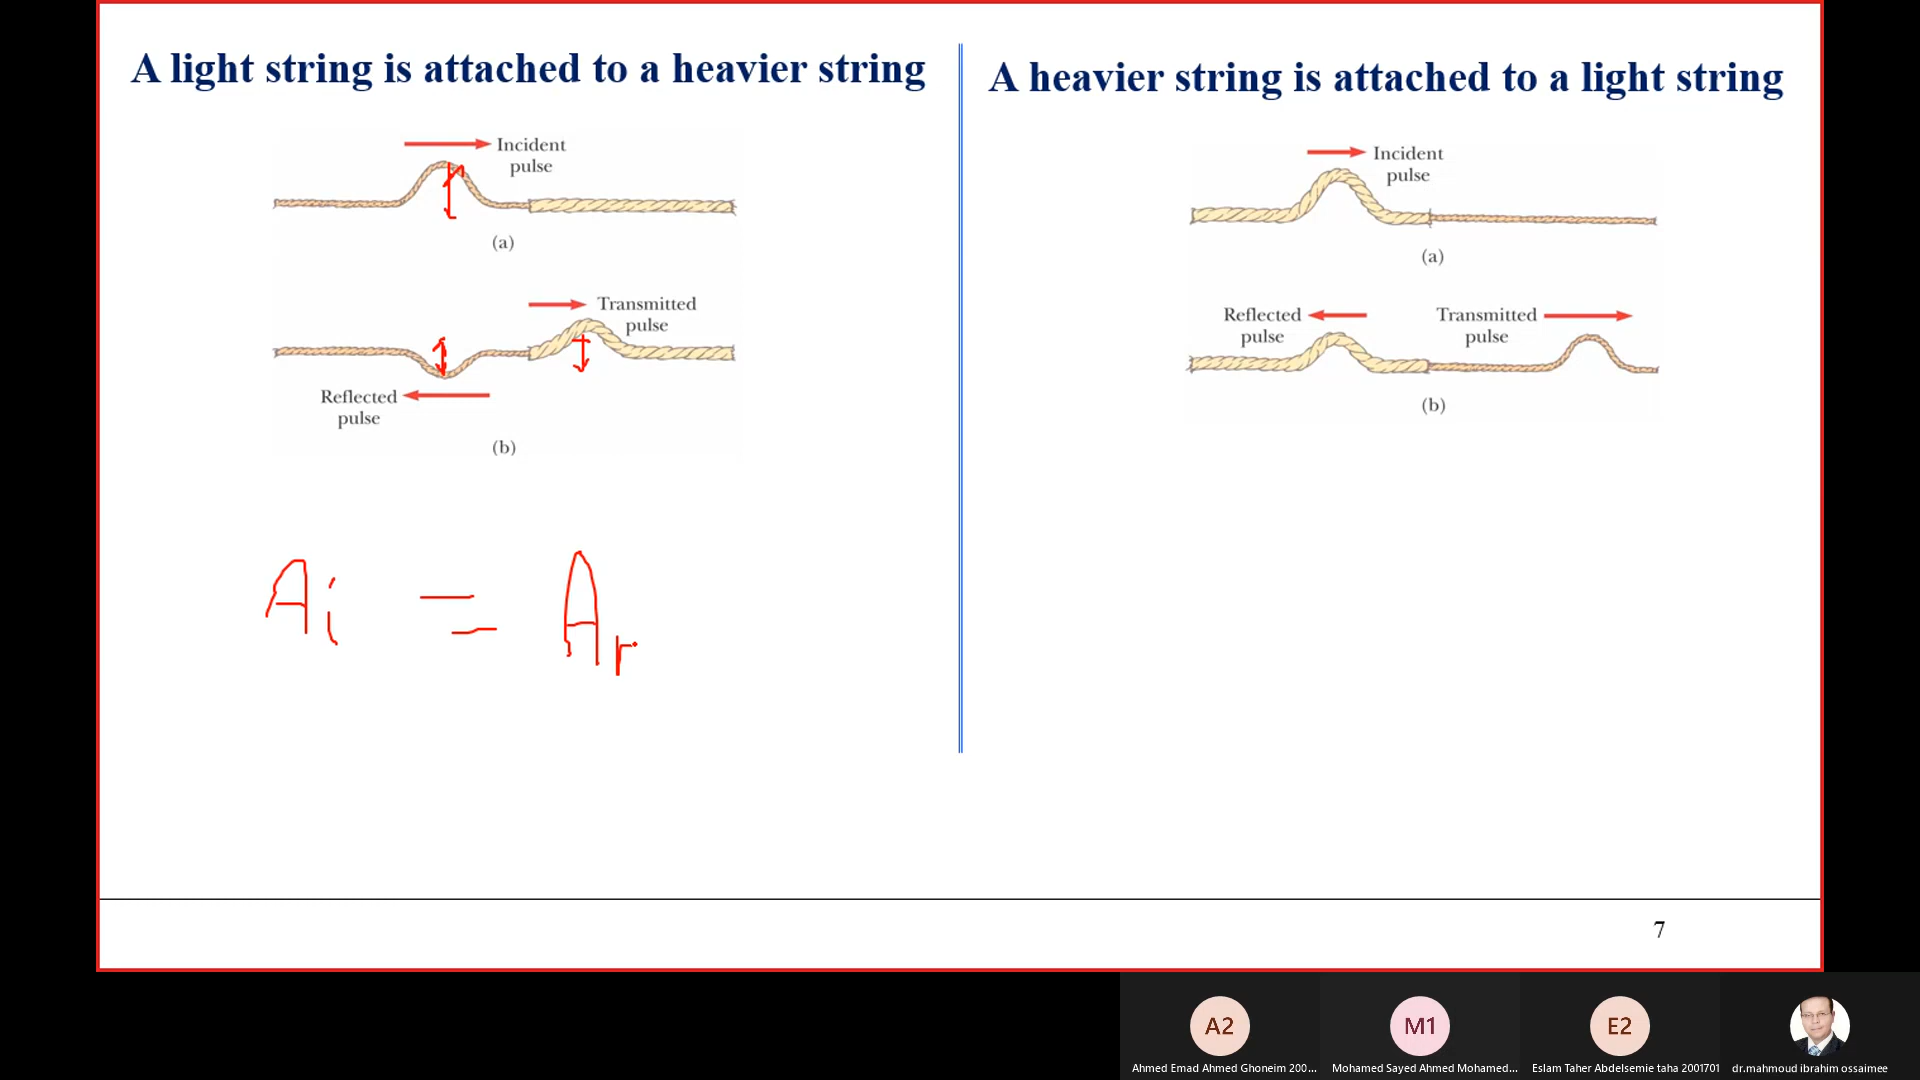 A light string is attached to a heavier string
Incident
pulse
(a)
Transmitted
pulse
Reflected
pulse
(b)
Ai = Ar
A heavier string is attached to a light string
Incident
pulse
(a)
Reflected
pulse
Transmitted
pulse
(b)
7
A2
M1
E2
Ahmed Emad Ahmed Ghoneim 200...
Mohamed Sayed Ahmed Mohamed...
Eslam Taher Abdelsemie taha 2001701
dr.mahmoud ibrahim ossaimee